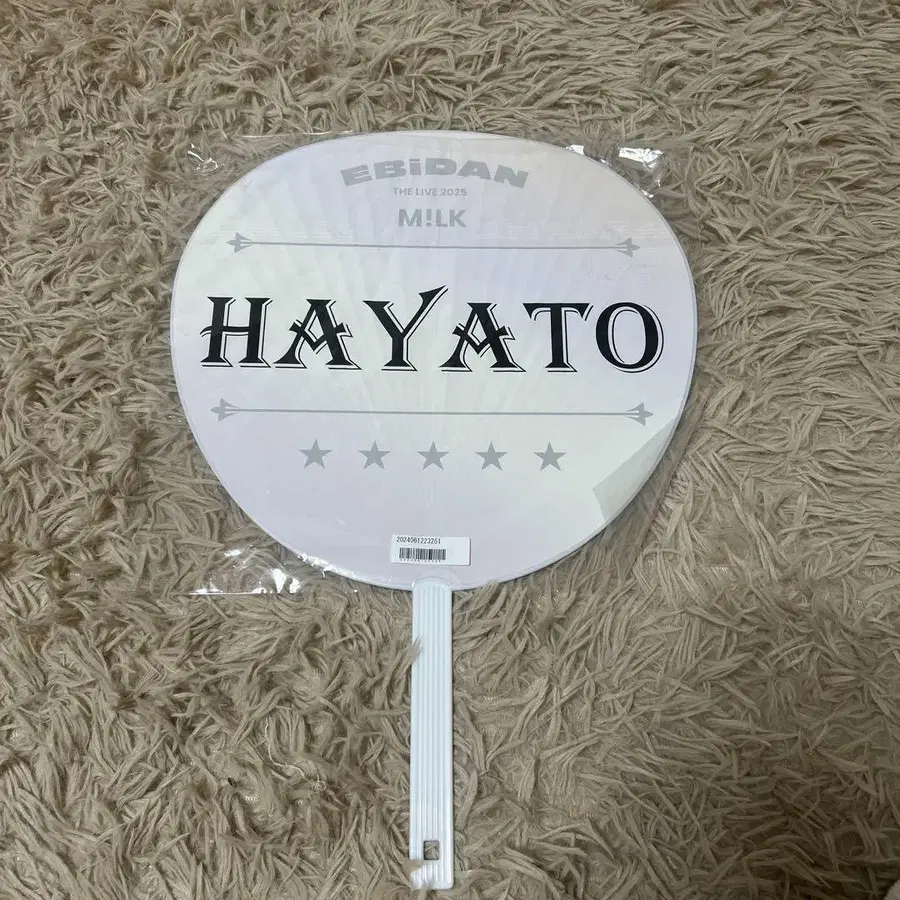 EBiDAN
THE LIVE 2025
M!LK
HAYATO
2024061223251